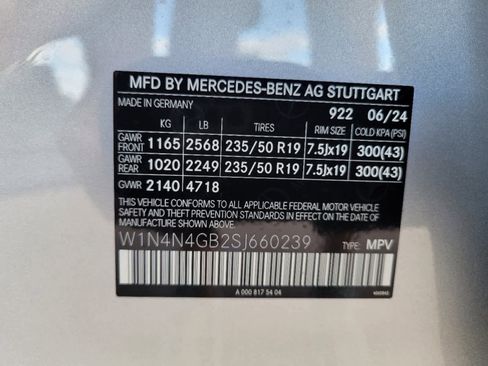 MFD BY MERCEDES-BENZ AG STUTTGART
MADE IN GERMANY 922 06/24
KG LB TIRES RIM SIZE COLD KPA (PSI)
GAWR FRONT 1165 2568 235/50 R19 7.5Jx19 300(43)
GAWR REAR 1020 2249 235/50 R19 7.5Jx19 300(43)
GVWR 2140 4718
THIS VEHICLE CONFORMS TO ALL APPLICABLE FEDERAL MOTOR VEHICLE
SAFETY, BUMPER, AND THEFT PREVENTION STANDARDS IN EFFECT ON THE DATE OF
MANUFACTURE SHOWN ABOVE.
W1N4N4GB2SJ660239 TYPE: MPV
A 000 817 54 04